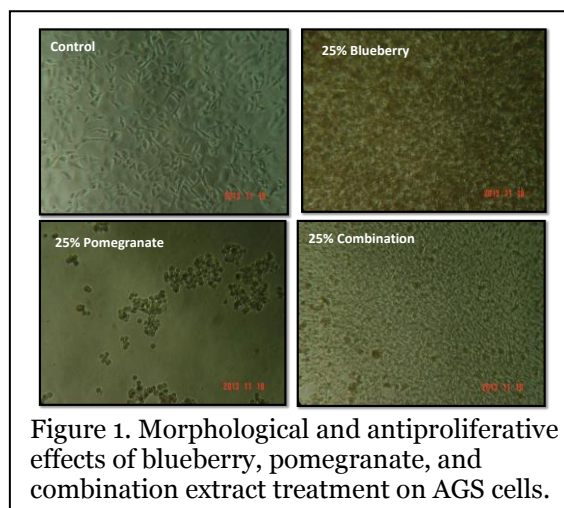 Control
2013 11 18
25% Blueberry
2013 11 18
25% Pomegranate
2013 11 18
25% Combination
2013 11 18
Figure 1. Morphological and antiproliferative
effects of blueberry, pomegranate, and
combination extract treatment on AGS cells.